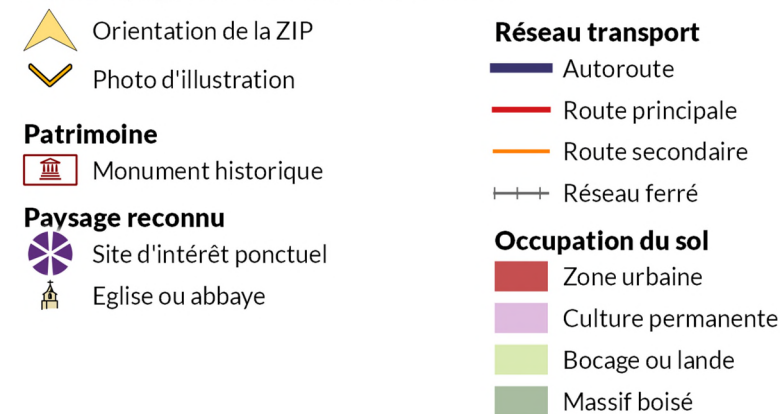 Orientation de la ZIP
Photo d'illustration
Patrimoine
Monument historique
Paysage reconnu
Site d'intérêt ponctuel
Eglise ou abbaye
Réseau transport
Autoroute
Route principale
Route secondaire
Réseau ferré
Occupation du sol
Zone urbaine
Culture permanente
Bocage ou lande
Massif boisé